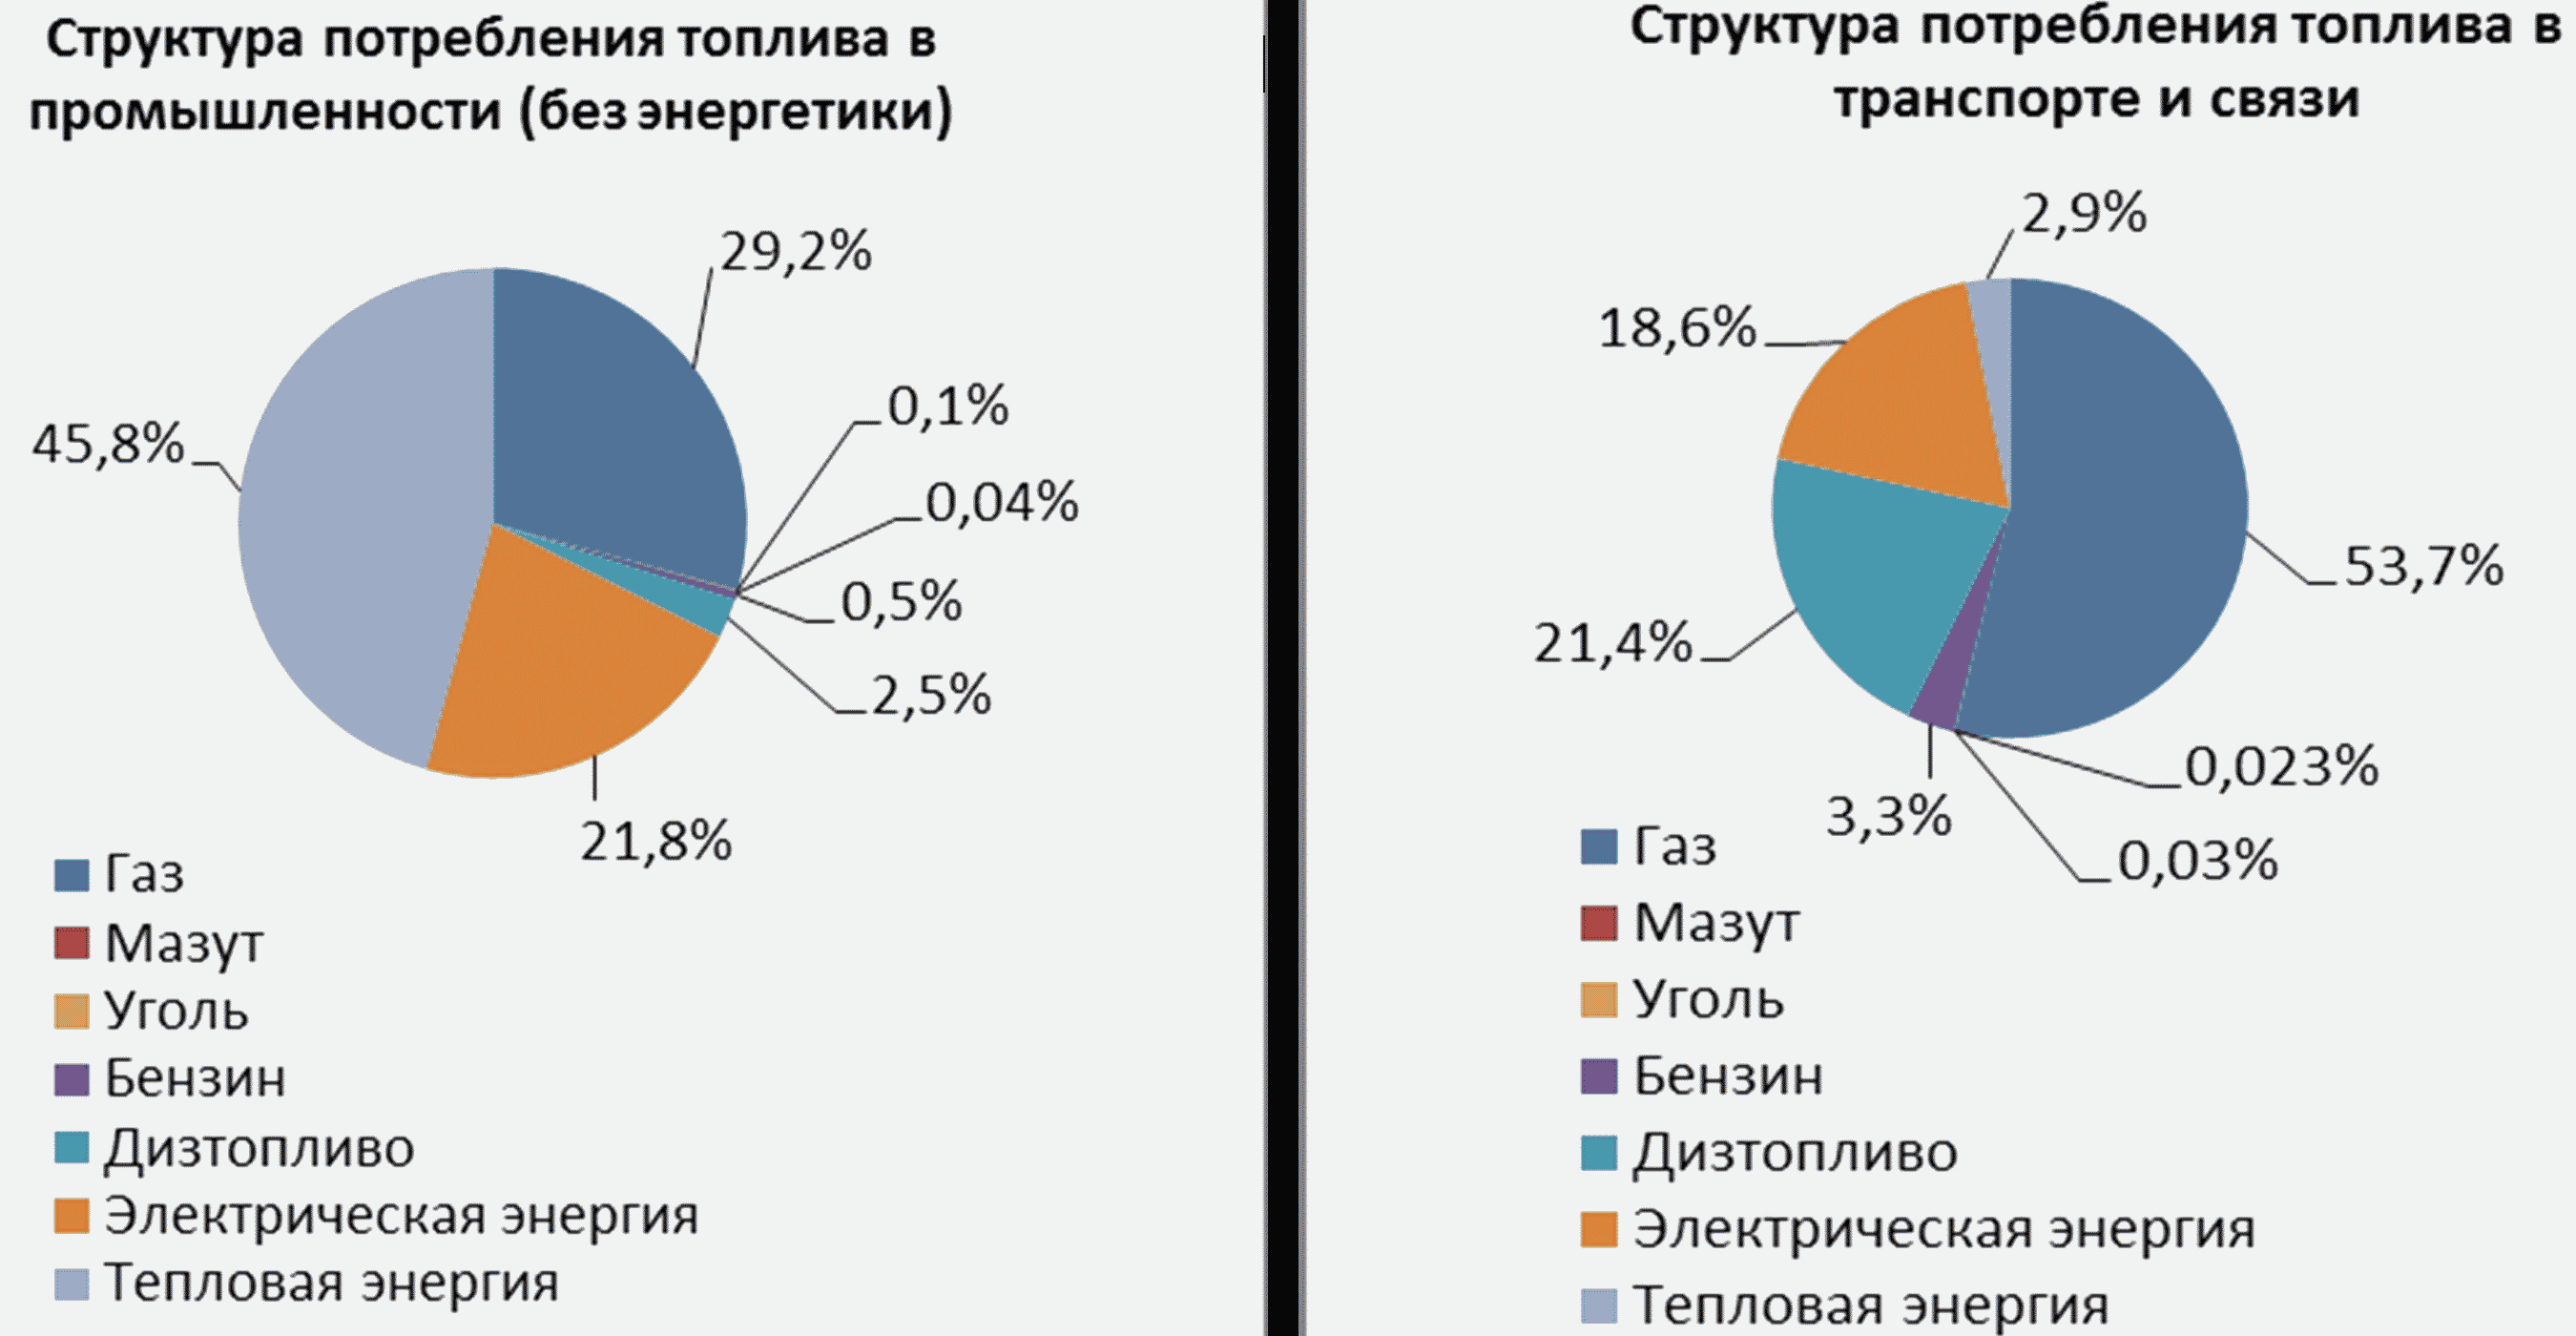 Структура потребления топлива в
промышленности (без энергетики)
29,2%
0,1%
0,04%
0,5%
2,5%
21,8%
45,8%
Газ
Мазут
Уголь
Бензин
Дизтопливо
Электрическая энергия
Тепловая энергия
Структура потребления топлива в
транспорте и связи
2,9%
18,6%
53,7%
21,4%
0,023%
3,3%
0,03%
Газ
Мазут
Уголь
Бензин
Дизтопливо
Электрическая энергия
Тепловая энергия